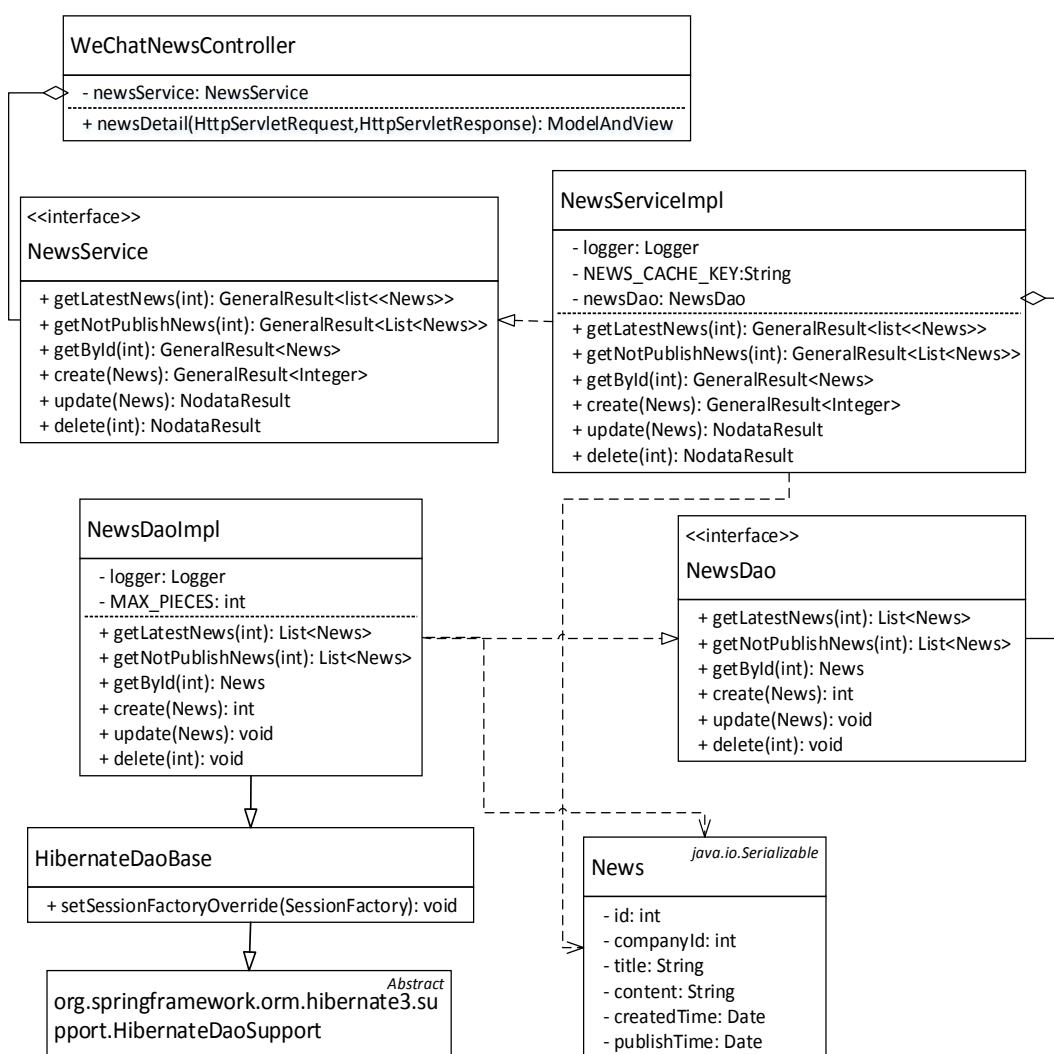 WeChatNewsController
- newsService: NewsService
+ newsDetail(HttpServletRequest,HttpServletResponse): ModelAndView
<<interface>>
NewsService
+ getLatestNews(int): GeneralResult<list<<News>>
+ getNotPublishNews(int): GeneralResult<List<News>>
+ getById(int): GeneralResult<News>
+ create(News): GeneralResult<Integer>
+ update(News): NodataResult
+ delete(int): NodataResult
NewsServiceImpl
- logger: Logger
- NEWS_CACHE_KEY:String
- newsDao: NewsDao
+ getLatestNews(int): GeneralResult<list<<News>>
+ getNotPublishNews(int): GeneralResult<List<News>>
+ getById(int): GeneralResult<News>
+ create(News): GeneralResult<Integer>
+ update(News): NodataResult
+ delete(int): NodataResult
NewsDaoImpl
- logger: Logger
- MAX_PIECES: int
+ getLatestNews(int): List<News>
+ getNotPublishNews(int): List<News>
+ getById(int): News
+ create(News): int
+ update(News): void
+ delete(int): void
<<interface>>
NewsDao
+ getLatestNews(int): List<News>
+ getNotPublishNews(int): List<News>
+ getById(int): News
+ create(News): int
+ update(News): void
+ delete(int): void
HibernateDaoBase
+ setSessionFactoryOverride(SessionFactory): void
Abstract
org.springframework.orm.hibernate3.su
pport.HibernateDaoSupport
java.io.Serializable
News
- id: int
- companyId: int
- title: String
- content: String
- createdTime: Date
- publishTime: Date